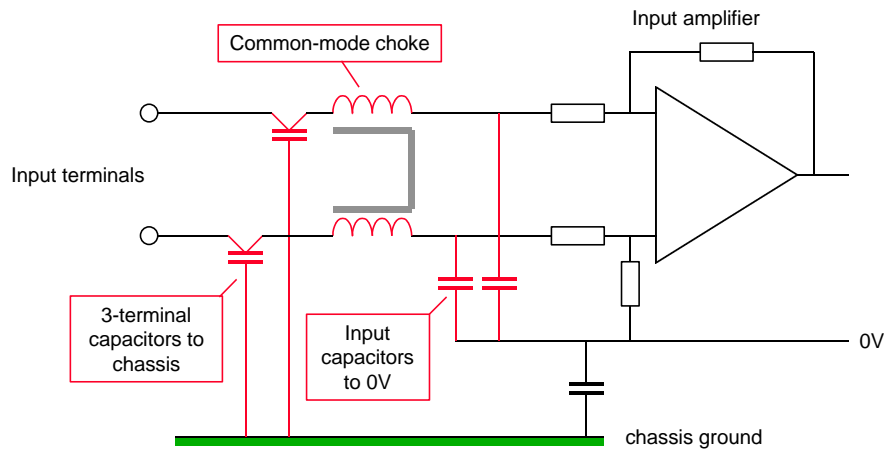 Input amplifier
Common-mode choke
Input terminals
3-terminal
capacitors to
chassis
Input
capacitors
to 0V
0V
chassis ground